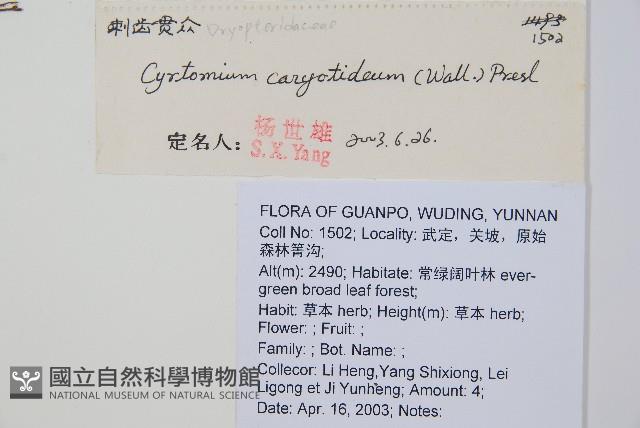 刺齿贯众 Dryopteridaceae
1483
1502
Cyrtomium caryotideum (Wall.) Presl
定名人: 杨世雄 S.X.Yang 2003.6.26.
FLORA OF GUANPO, WUDING, YUNNAN
Coll No: 1502; Locality: 武定，关坡，原始
森林箐沟;
Alt(m): 2490; Habitate: 常绿阔叶林 ever-
green broad leaf forest;
Habit: 草本 herb; Height(m): 草本 herb;
Flower: ; Fruit: ;
Family: ; Bot. Name: ;
Collecor: Li Heng,Yang Shixiong, Lei
Ligong et Ji Yunheng; Amount: 4;
Date: Apr. 16, 2003; Notes:
國立自然科學博物館
NATIONAL MUSEUM OF NATURAL SCIENCE